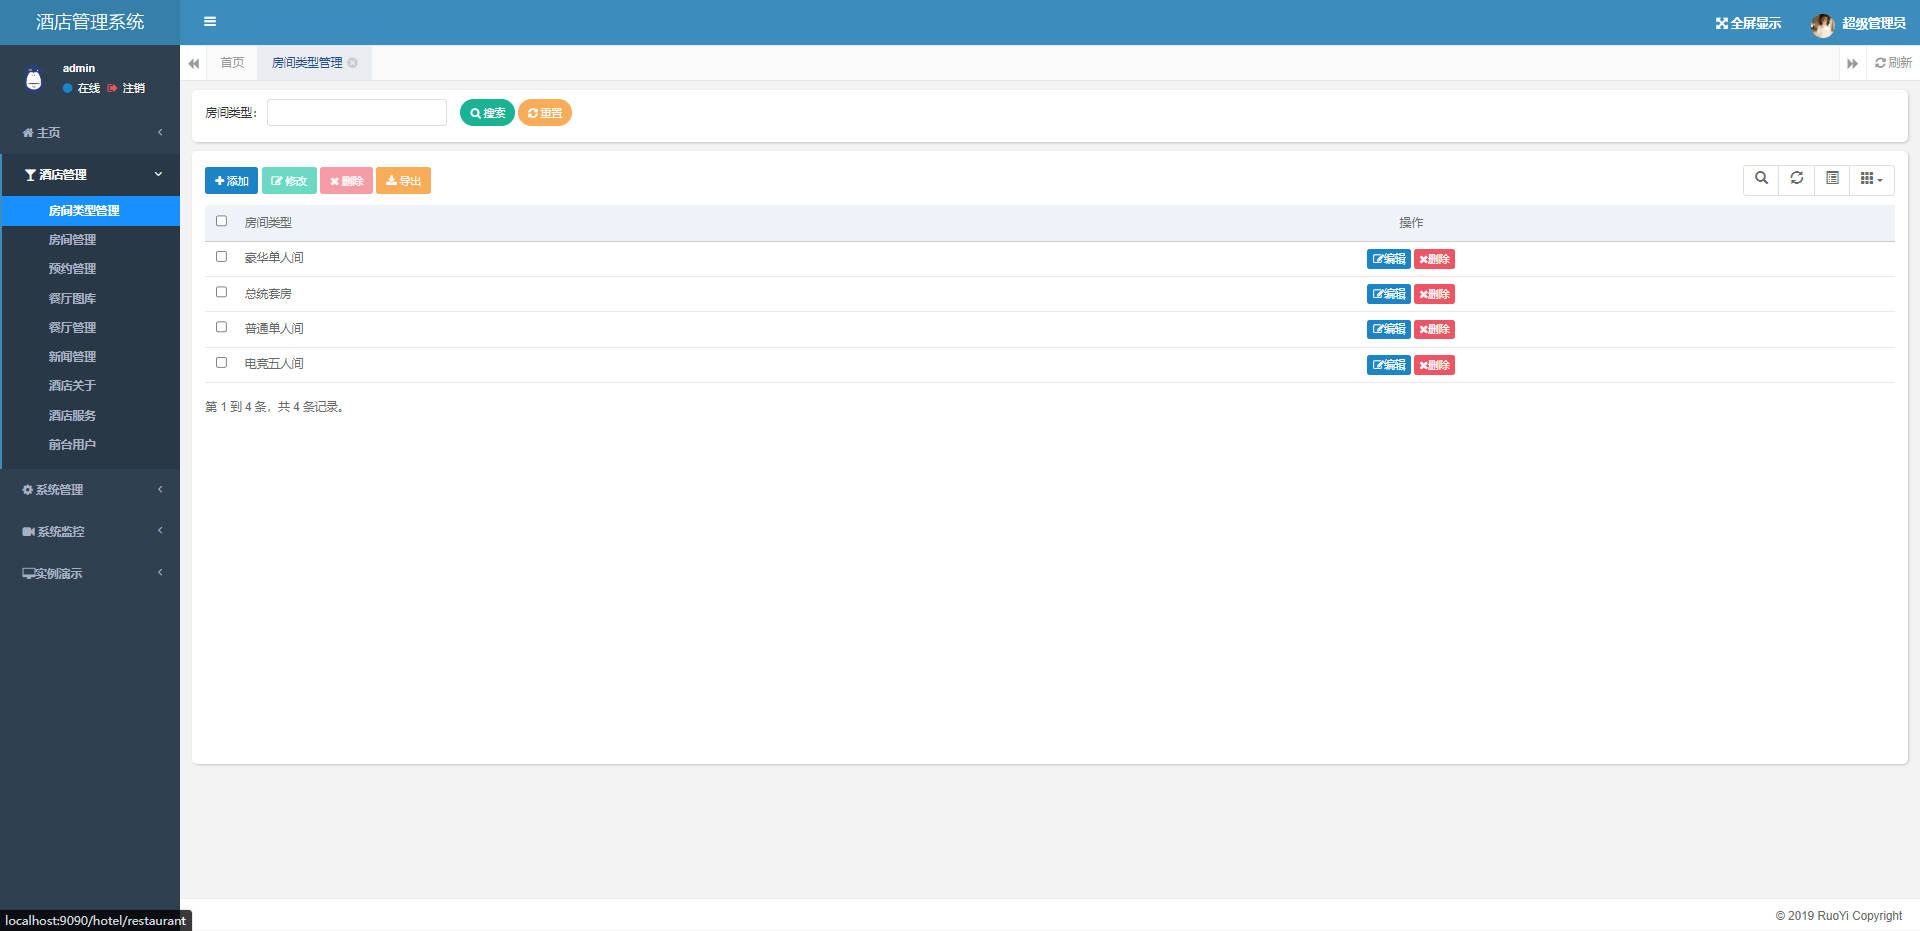 酒店管理系统
全屏显示 超级管理员
admin
在线 注销
首页 房间类型管理 刷新
主页
酒店管理
房间类型管理
房间管理
预约管理
餐厅图库
餐厅管理
新闻管理
酒店关于
酒店服务
前台用户
系统管理
系统监控
实例演示
房间类型： 搜索 重置
添加 修改 删除 导出
房间类型 操作
豪华单人间 编辑 删除
总统套房 编辑 删除
普通单人间 编辑 删除
电竞五人间 编辑 删除
第 1 到 4 条，共 4 条记录。
localhost:9090/hotel/restaurant
© 2019 RuoYi Copyright